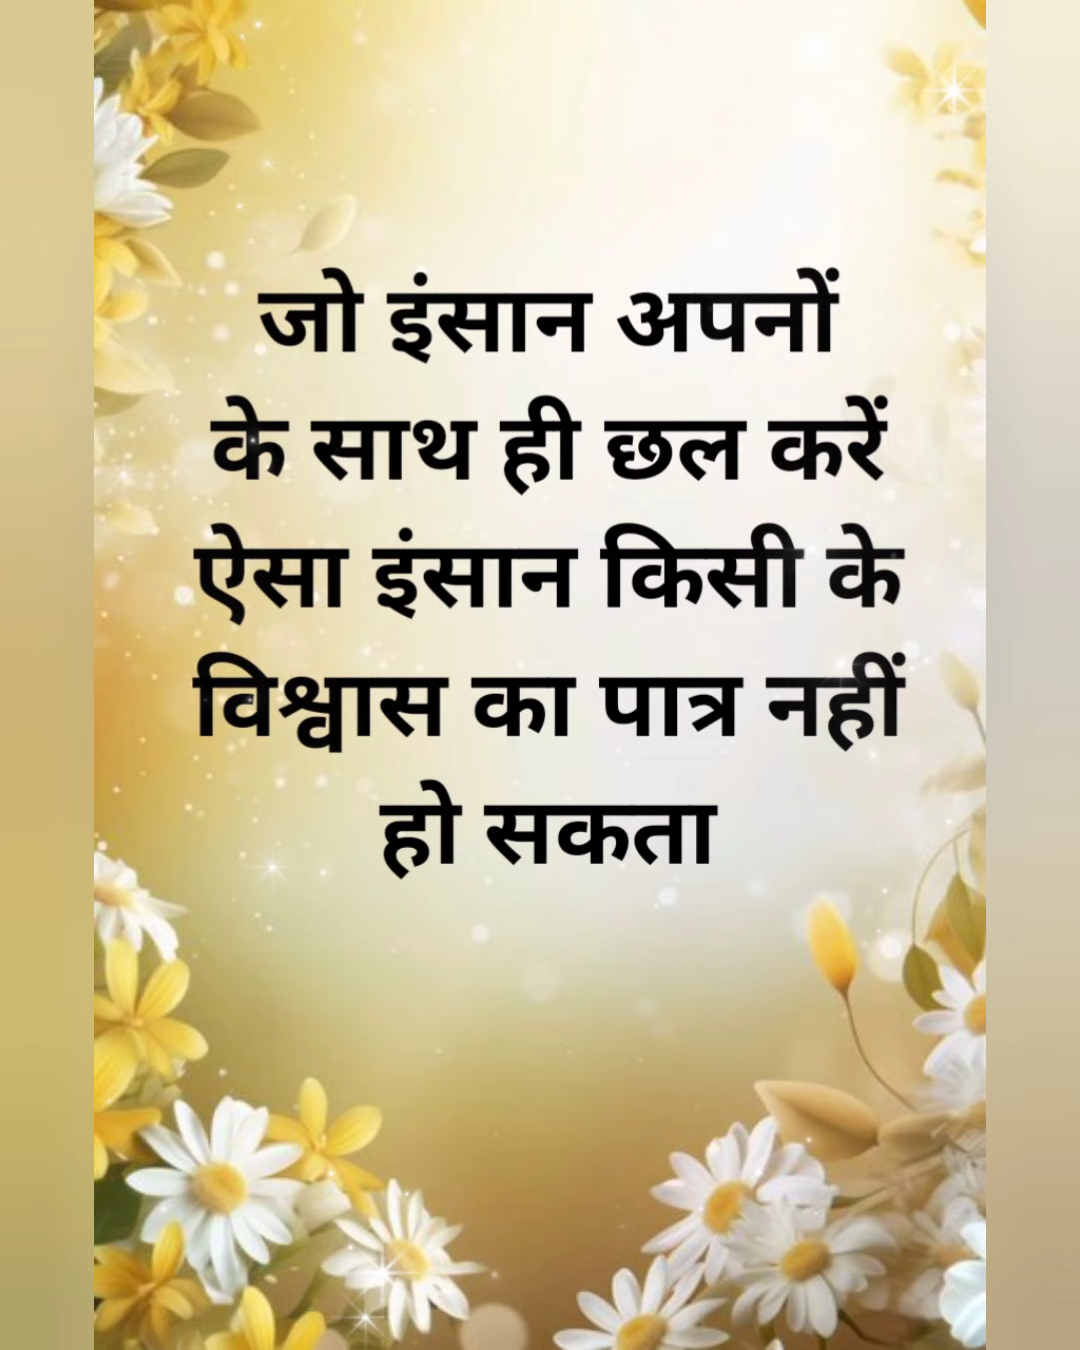 जो इंसान अपनों
के साथ ही छल करें
ऐसा इंसान किसी के
विश्वास का पात्र नहीं
हो सकता